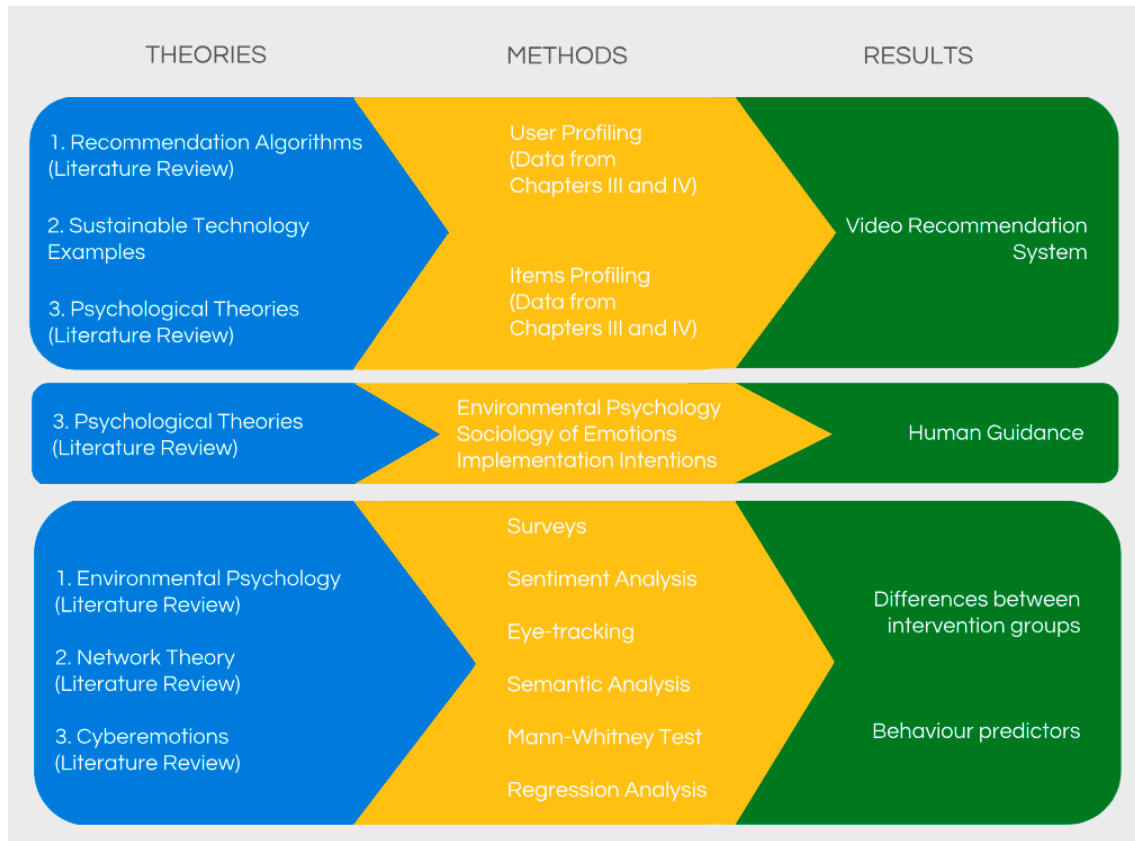 THEORIES
METHODS
RESULTS
1. Recommendation Algorithms
(Literature Review)
2. Sustainable Technology
Examples
3. Psychological Theories
(Literature Review)
User Profiling
(Data from
Chapters III and IV)
Items Profiling
(Data from
Chapters III and IV)
Video Recommendation
System
3. Psychological Theories
(Literature Review)
Environmental Psychology
Sociology of Emotions
Implementation Intentions
Human Guidance
1. Environmental Psychology
(Literature Review)
2. Network Theory
(Literature Review)
3. Cyberemotions
(Literature Review)
Surveys
Sentiment Analysis
Eye-tracking
Semantic Analysis
Mann-Whitney Test
Regression Analysis
Differences between
intervention groups
Behaviour predictors